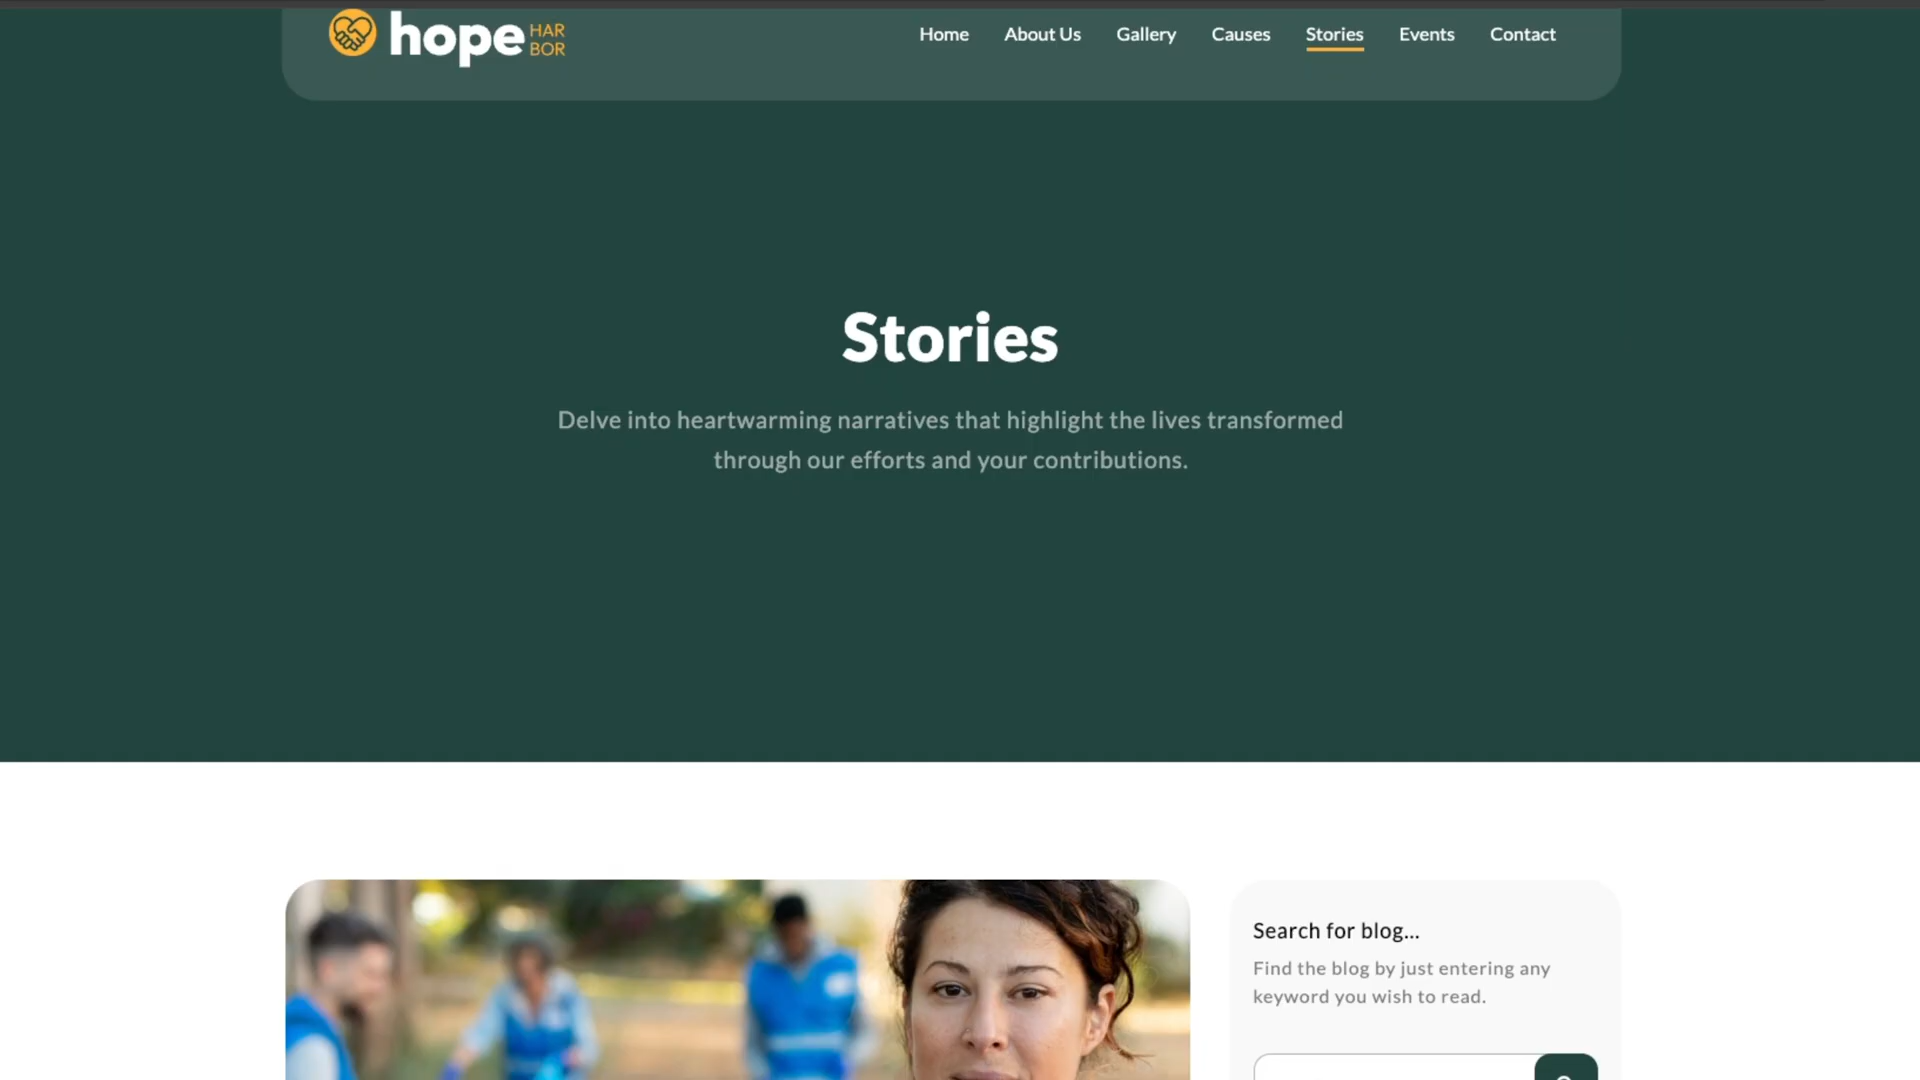 hope HAR
BOR
Home About Us Gallery Causes Stories Events Contact
Stories
Delve into heartwarming narratives that highlight the lives transformed
through our efforts and your contributions.
Search for blog...
Find the blog by just entering any
keyword you wish to read.